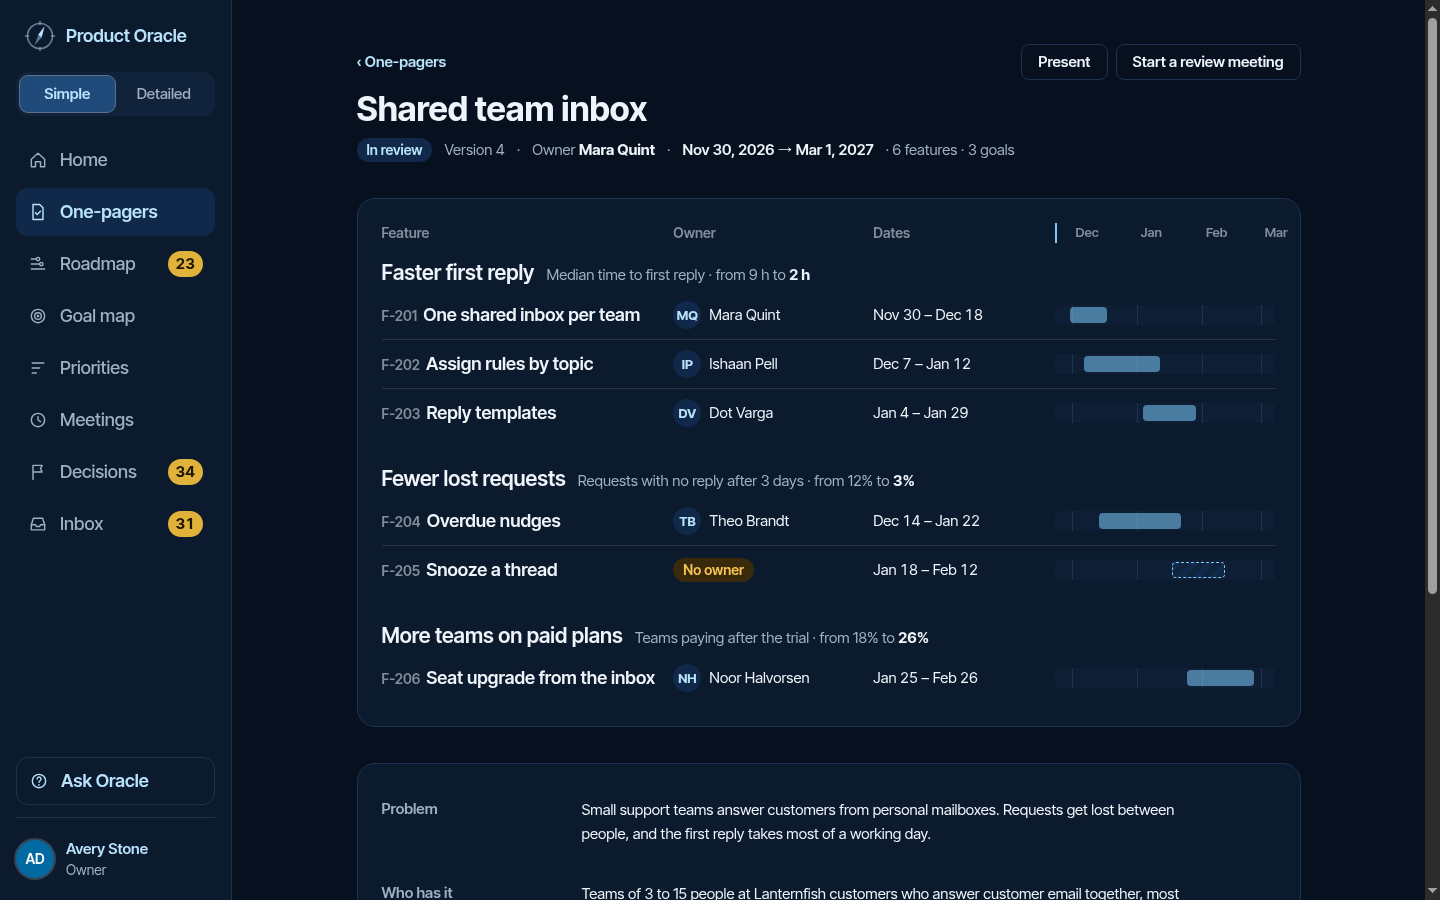 Product Oracle
Simple
Detailed
Home
One-pagers
Roadmap 23
Goal map
Priorities
Meetings
Decisions 34
Inbox 31
Ask Oracle
AD
Avery Stone
Owner
‹ One-pagers
Present
Start a review meeting
Shared team inbox
In review Version 4 · Owner Mara Quint · Nov 30, 2026 → Mar 1, 2027 · 6 features · 3 goals
Feature Owner Dates Dec Jan Feb Mar
Faster first reply Median time to first reply · from 9 h to 2 h
F-201 One shared inbox per team MQ Mara Quint Nov 30 – Dec 18
F-202 Assign rules by topic IP Ishaan Pell Dec 7 – Jan 12
F-203 Reply templates DV Dot Varga Jan 4 – Jan 29
Fewer lost requests Requests with no reply after 3 days · from 12% to 3%
F-204 Overdue nudges TB Theo Brandt Dec 14 – Jan 22
F-205 Snooze a thread No owner Jan 18 – Feb 12
More teams on paid plans Teams paying after the trial · from 18% to 26%
F-206 Seat upgrade from the inbox NH Noor Halvorsen Jan 25 – Feb 26
Problem
Small support teams answer customers from personal mailboxes. Requests get lost between
people, and the first reply takes most of a working day.
Who has it
Teams of 3 to 15 people at Lanternfish customers who answer customer email together, most